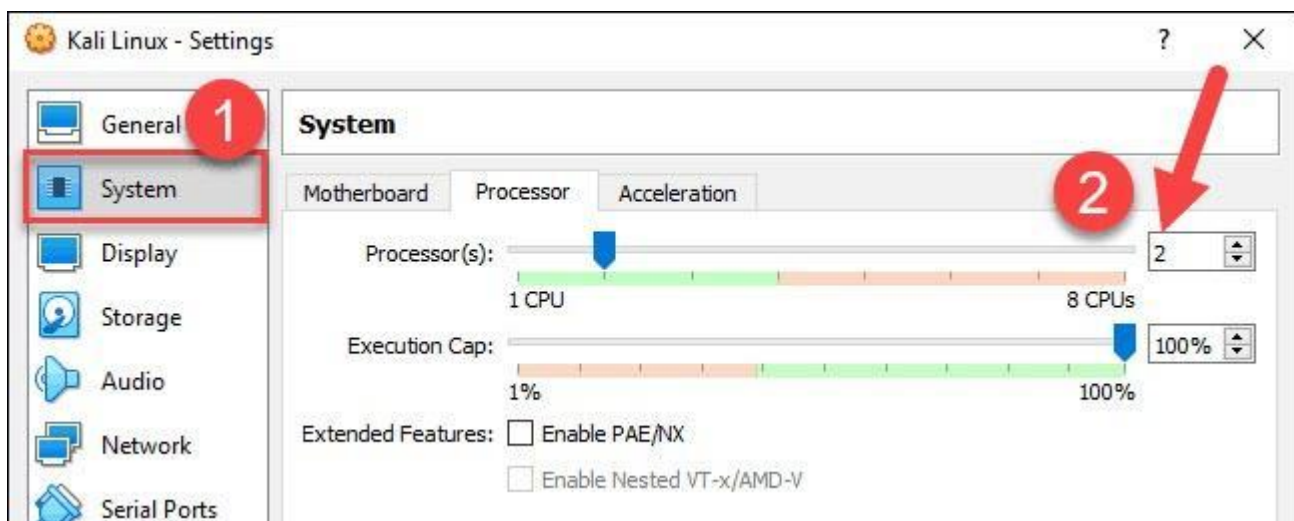 Kali Linux - Settings ?
General 1
System
System
Motherboard Processor Acceleration
2
Display
Processor(s): 2
1 CPU 8 CPUs
Storage
Execution Cap: 100%
1% 100%
Audio
Extended Features: Enable PAE/NX
Network
Enable Nested VT-x/AMD-V
Serial Ports